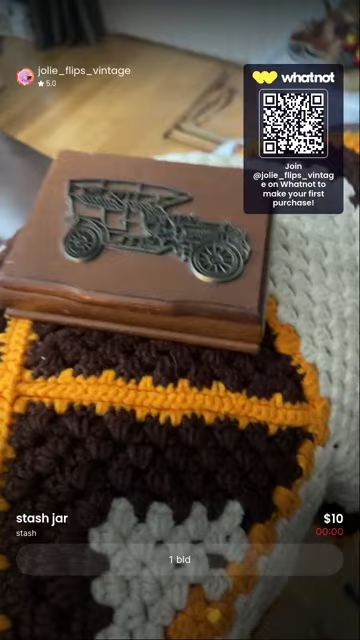 jolie_flips_vintage
★ 5.0
whatnot
Join
@jolie_flips_vintag
e on Whatnot to
make your first
purchase!
stash jar
$10
stash
00:00
1 bid